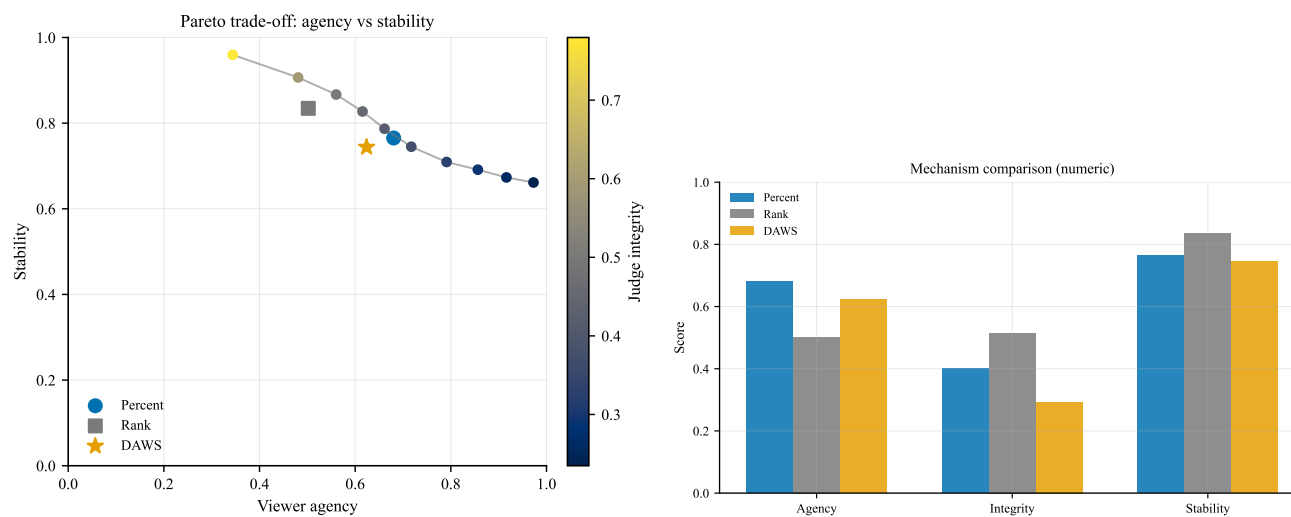 Pareto trade-off: agency vs stability
1.0
0.8
0.6
0.4
0.2
0.0
Stability
Percent
Rank
DAWS
0.0
0.2
0.4
0.6
0.8
1.0
Viewer agency
0.7
0.6
0.5
0.4
0.3
Judge integrity
Mechanism comparison (numeric)
1.0
0.8
0.6
0.4
0.2
0.0
Score
Percent
Rank
DAWS
Agency
Integrity
Stability